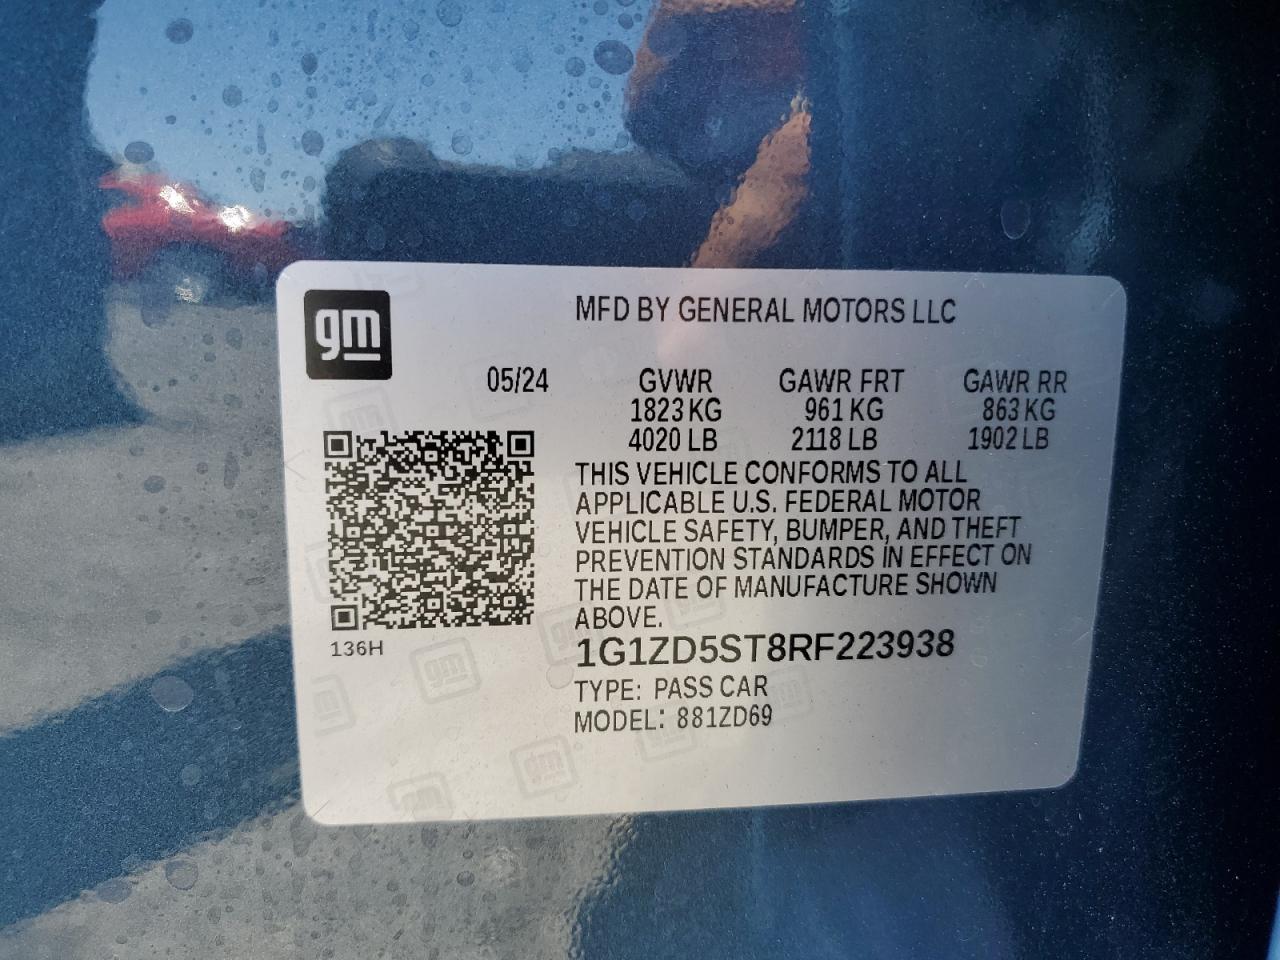 MFD BY GENERAL MOTORS LLC
gm
05/24 GVWR GAWR FRT GAWR RR
1823 KG 961 KG 863 KG
4020 LB 2118 LB 1902 LB
THIS VEHICLE CONFORMS TO ALL
APPLICABLE U.S. FEDERAL MOTOR
VEHICLE SAFETY, BUMPER, AND THEFT
PREVENTION STANDARDS IN EFFECT ON
THE DATE OF MANUFACTURE SHOWN
ABOVE.
136H
1G1ZD5ST8RF223938
TYPE: PASS CAR
MODEL: 881ZD69